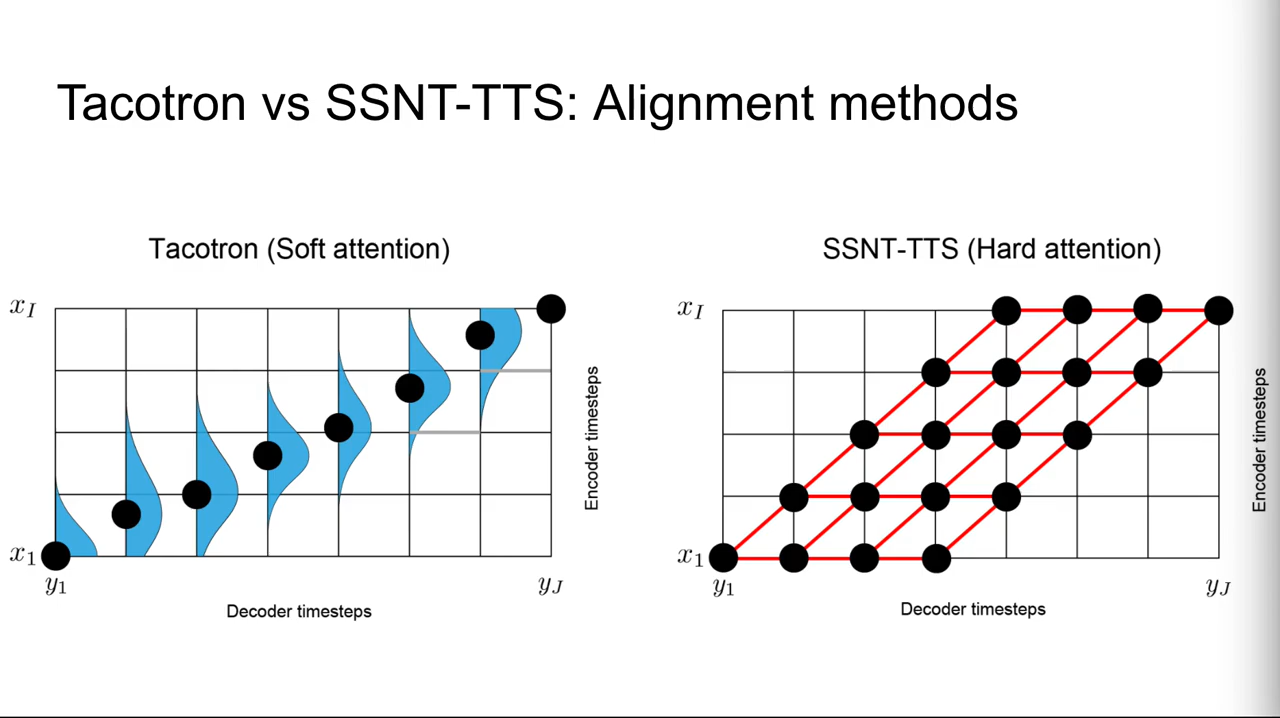 Tacotron vs SSNT-TTS: Alignment methods
Tacotron (Soft attention)
x_I
x_1
y_1
y_J
Decoder timesteps
Encoder timesteps
SSNT-TTS (Hard attention)
x_I
x_1
y_1
y_J
Decoder timesteps
Encoder timesteps